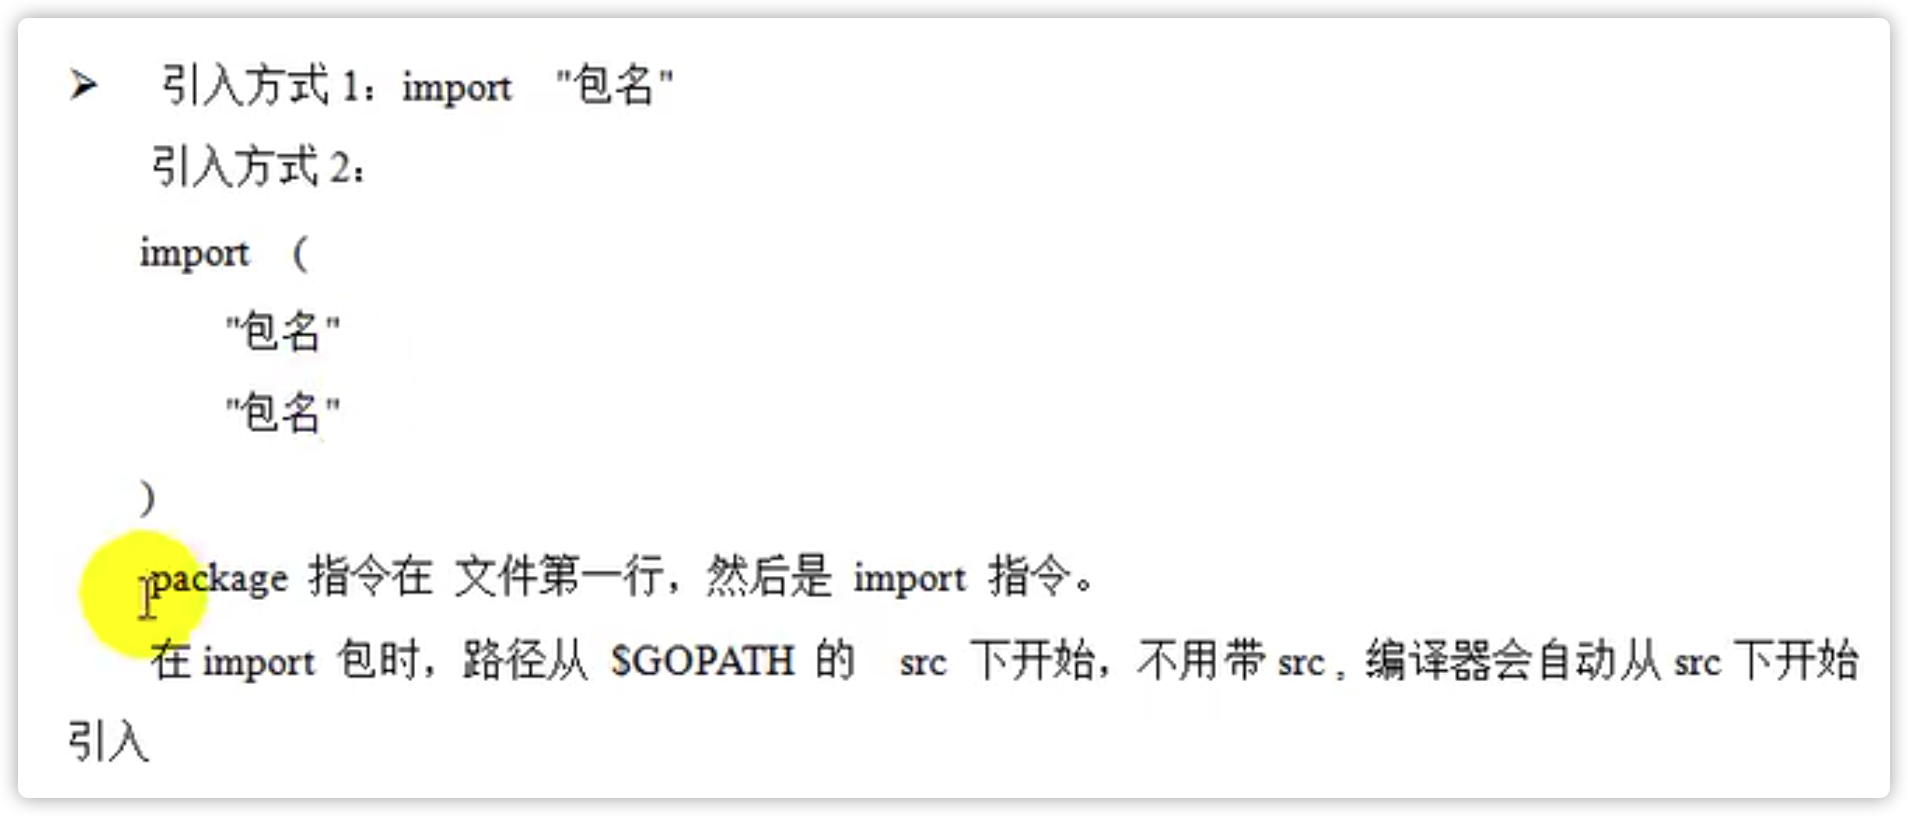 ➢ 引入方式 1：import "包名"
引入方式 2：
import (
"包名"
"包名"
)
package 指令在 文件第一行，然后是 import 指令。
在 import 包时，路径从 $GOPATH 的 src 下开始，不用带 src , 编译器会自动从 src 下开始
引入